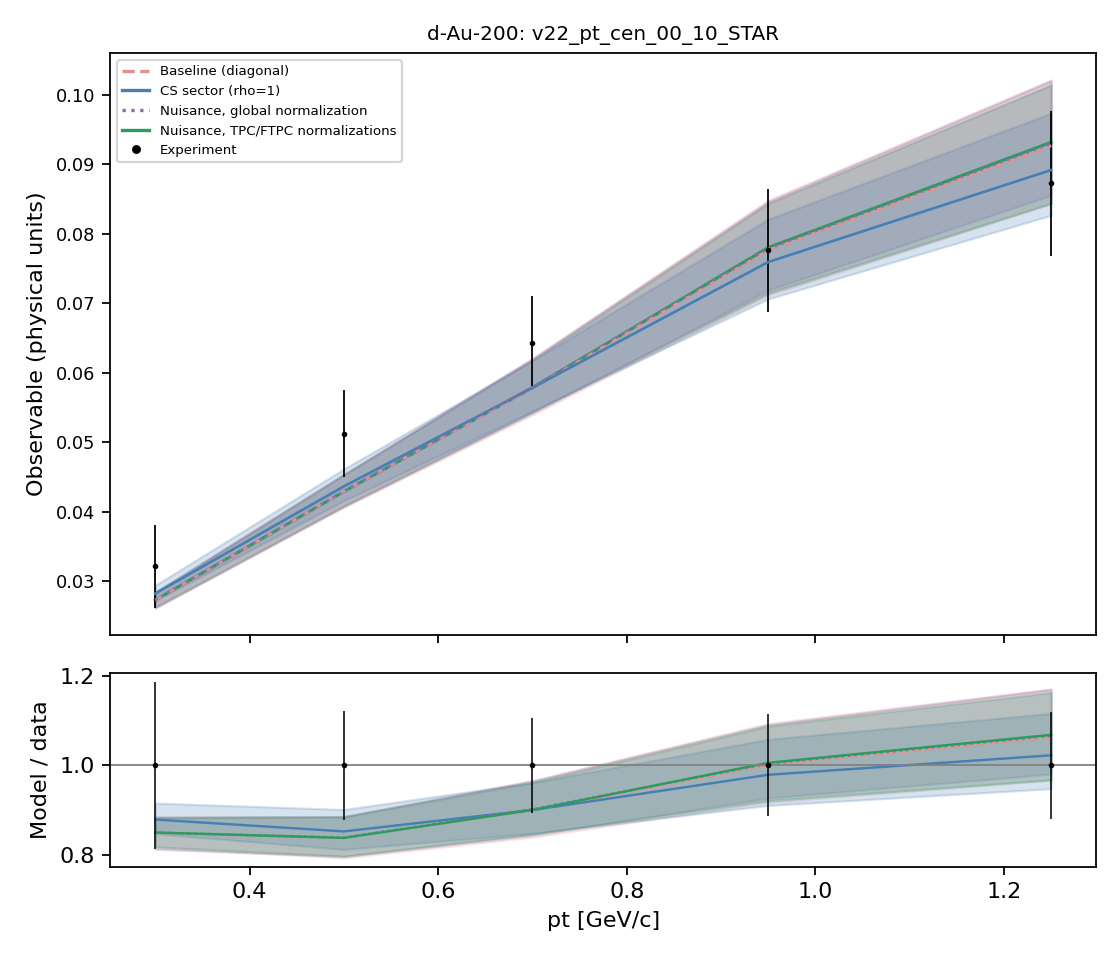 d-Au-200: v22_pt_cen_00_10_STAR
Baseline (diagonal)
CS sector (rho=1)
Nuisance, global normalization
Nuisance, TPC/FTPC normalizations
Experiment
Observable (physical units)
0.10
0.09
0.08
0.07
0.06
0.05
0.04
0.03
Model / data
1.2
1.0
0.8
0.4
0.6
0.8
1.0
1.2
pt [GeV/c]